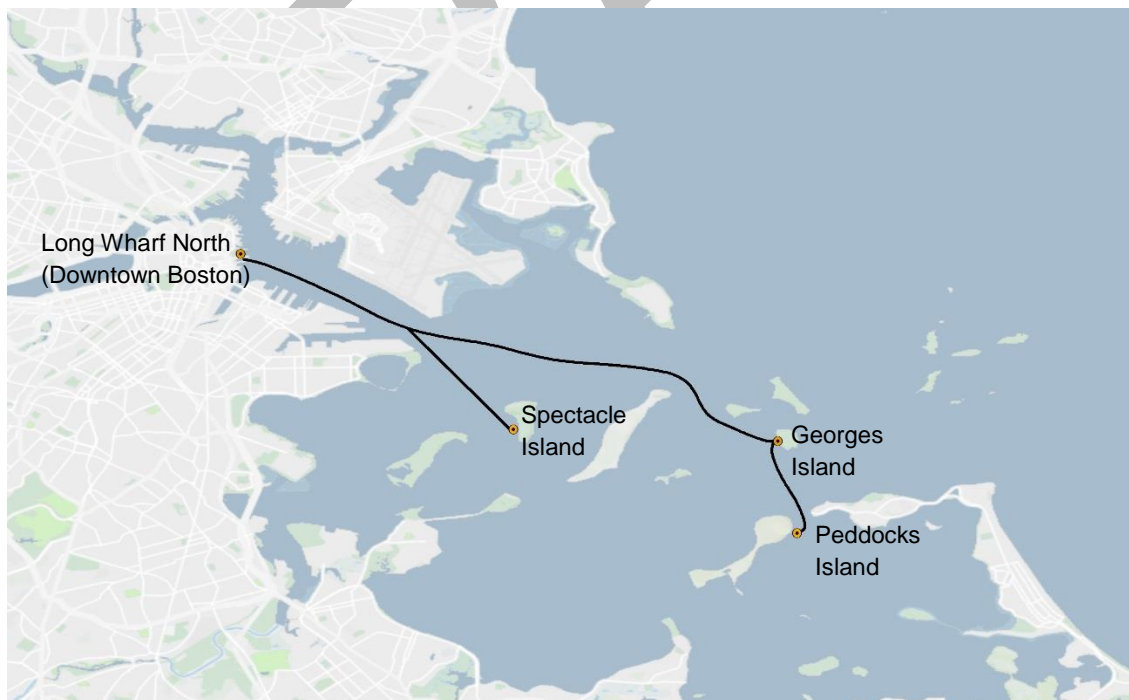 Long Wharf North
(Downtown Boston)
Spectacle
Island
Georges
Island
Peddocks
Island